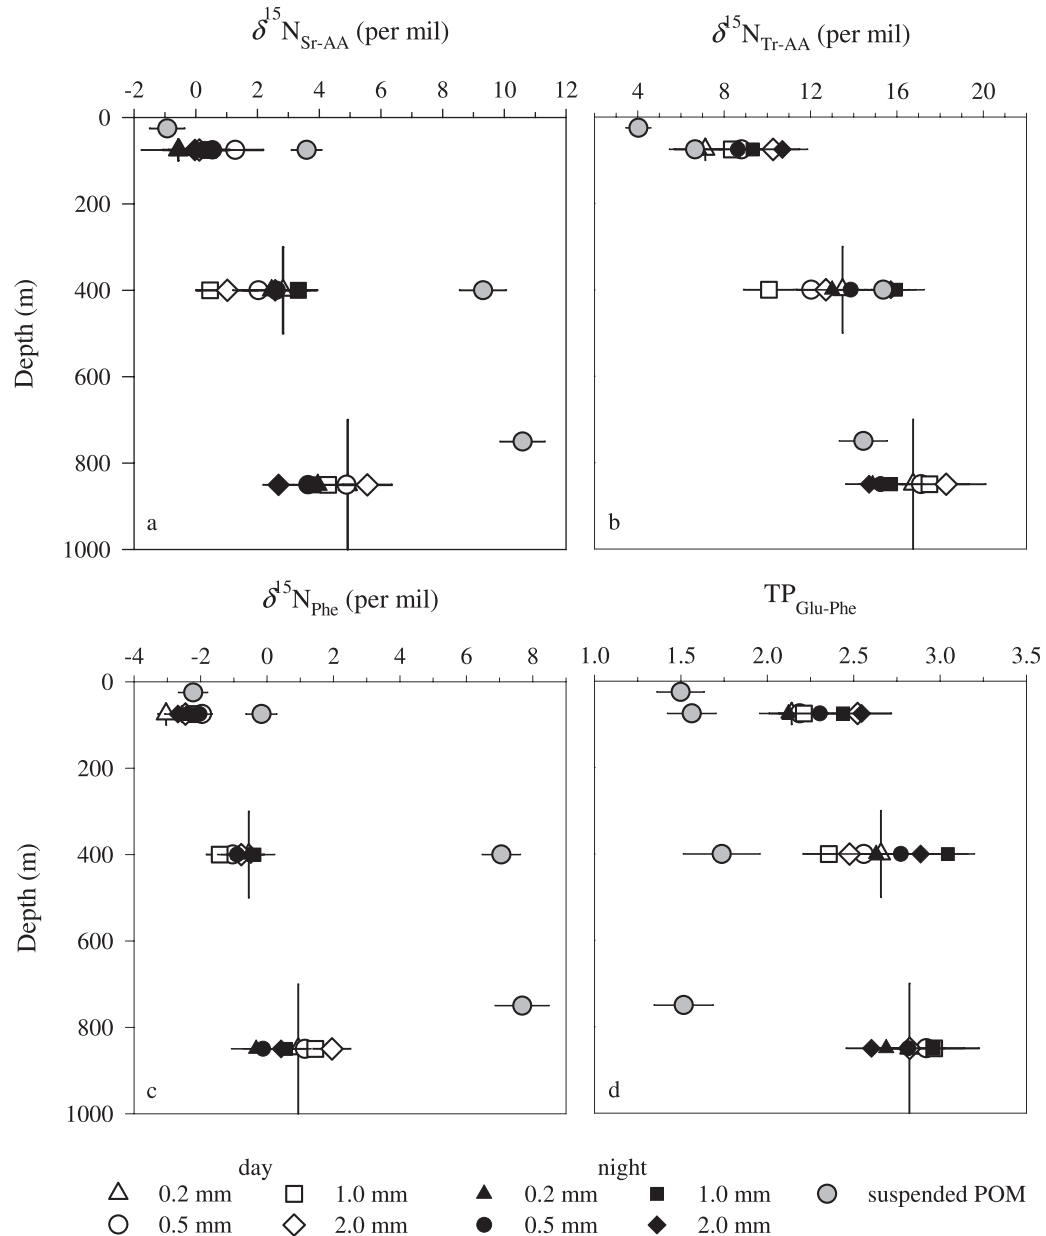 δ15NSr-AA (per mil)
δ15NTr-AA (per mil)
-2 0 2 4 6 8 10 12
4 8 12 16 20
0
200
400
600
800
1000
Depth (m)
a
b
δ15NPhe (per mil)
TPGlu-Phe
-4 -2 0 2 4 6 8
1.0 1.5 2.0 2.5 3.0 3.5
0
200
400
600
800
1000
Depth (m)
c
d
day night
0.2 mm 1.0 mm 0.2 mm 1.0 mm suspended POM
0.5 mm 2.0 mm 0.5 mm 2.0 mm